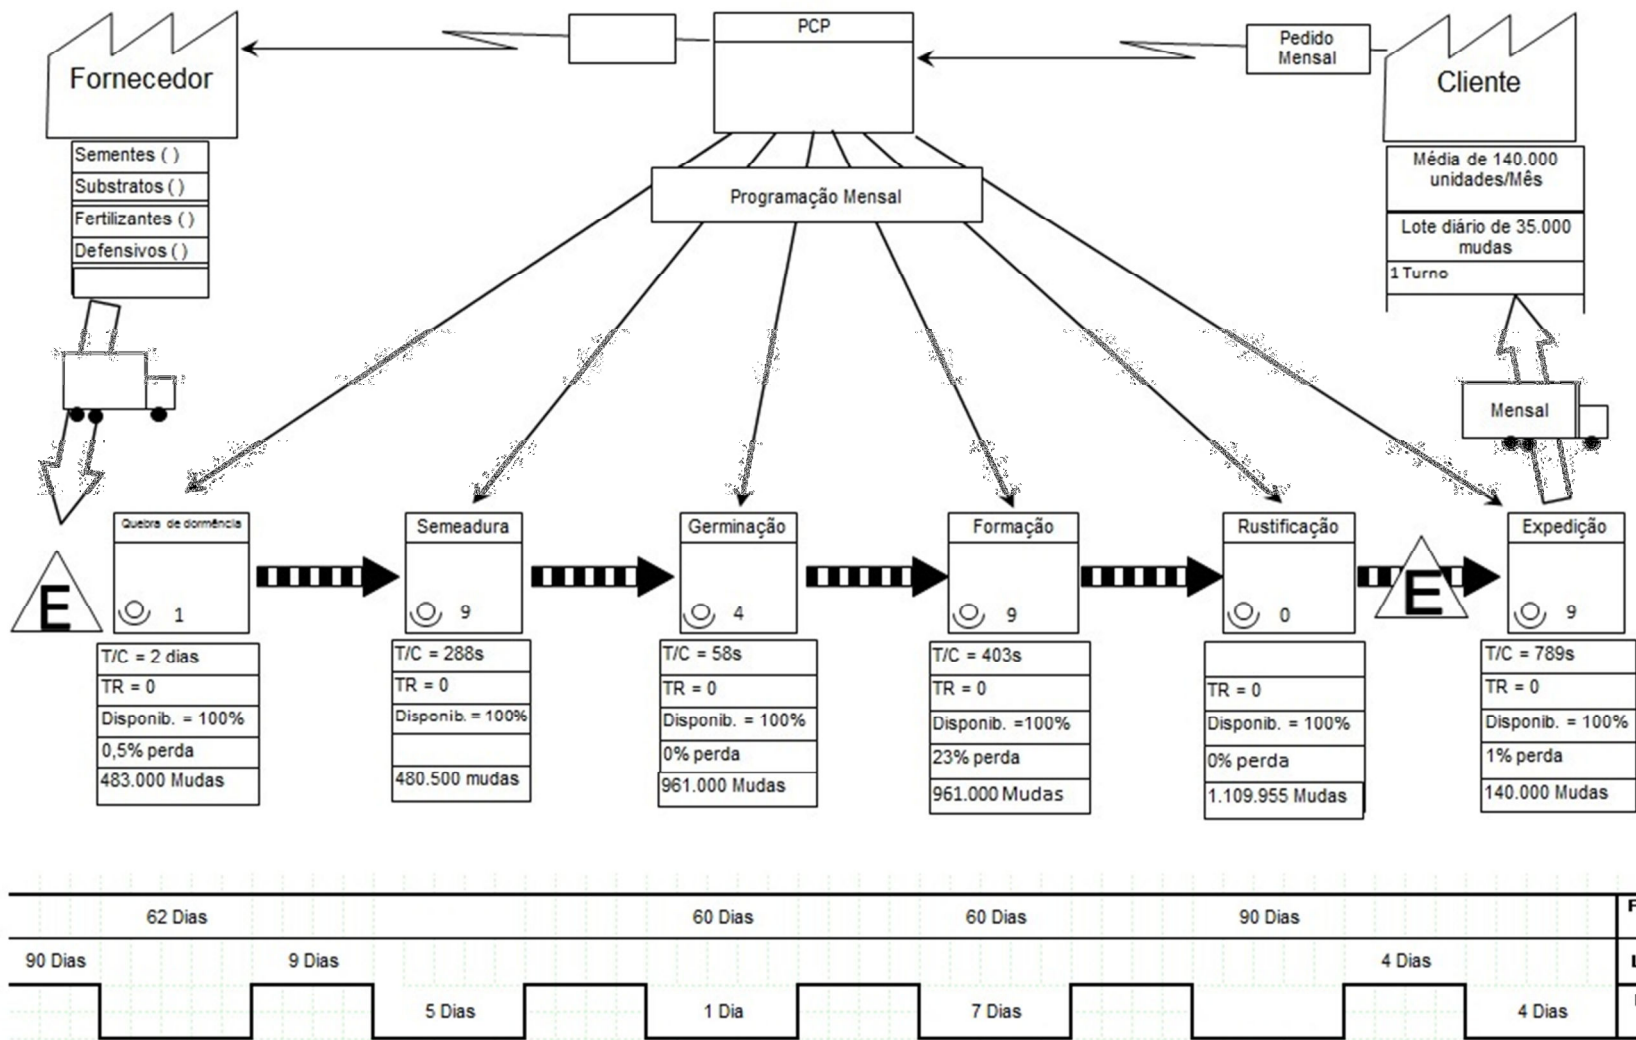 PCP
Fornecedor
Pedido
Mensal
Cliente
Sementes ( )
Substratos ( )
Fertilizantes ( )
Defensivos ( )
Programação Mensal
Média de 140.000
unidades/Mês
Lote diário de 35.000
mudas
1 Turno
Mensal
Quebra de dormência
Semeadura
Germinação
Formação
Rustificação
Expedição
E
1
9
4
9
0
E
9
T/C = 2 dias
TR = 0
Disponib. = 100%
0,5% perda
483.000 Mudas
T/C = 288s
TR = 0
Disponib. = 100%
480.500 mudas
T/C = 58s
TR = 0
Disponib. = 100%
0% perda
961.000 Mudas
T/C = 403s
TR = 0
Disponib. =100%
23% perda
961.000 Mudas
TR = 0
Disponib. = 100%
0% perda
1.109.955 Mudas
T/C = 789s
TR = 0
Disponib. = 100%
1% perda
140.000 Mudas
62 Dias
60 Dias
60 Dias
90 Dias
90 Dias
9 Dias
4 Dias
5 Dias
1 Dia
7 Dias
4 Dias